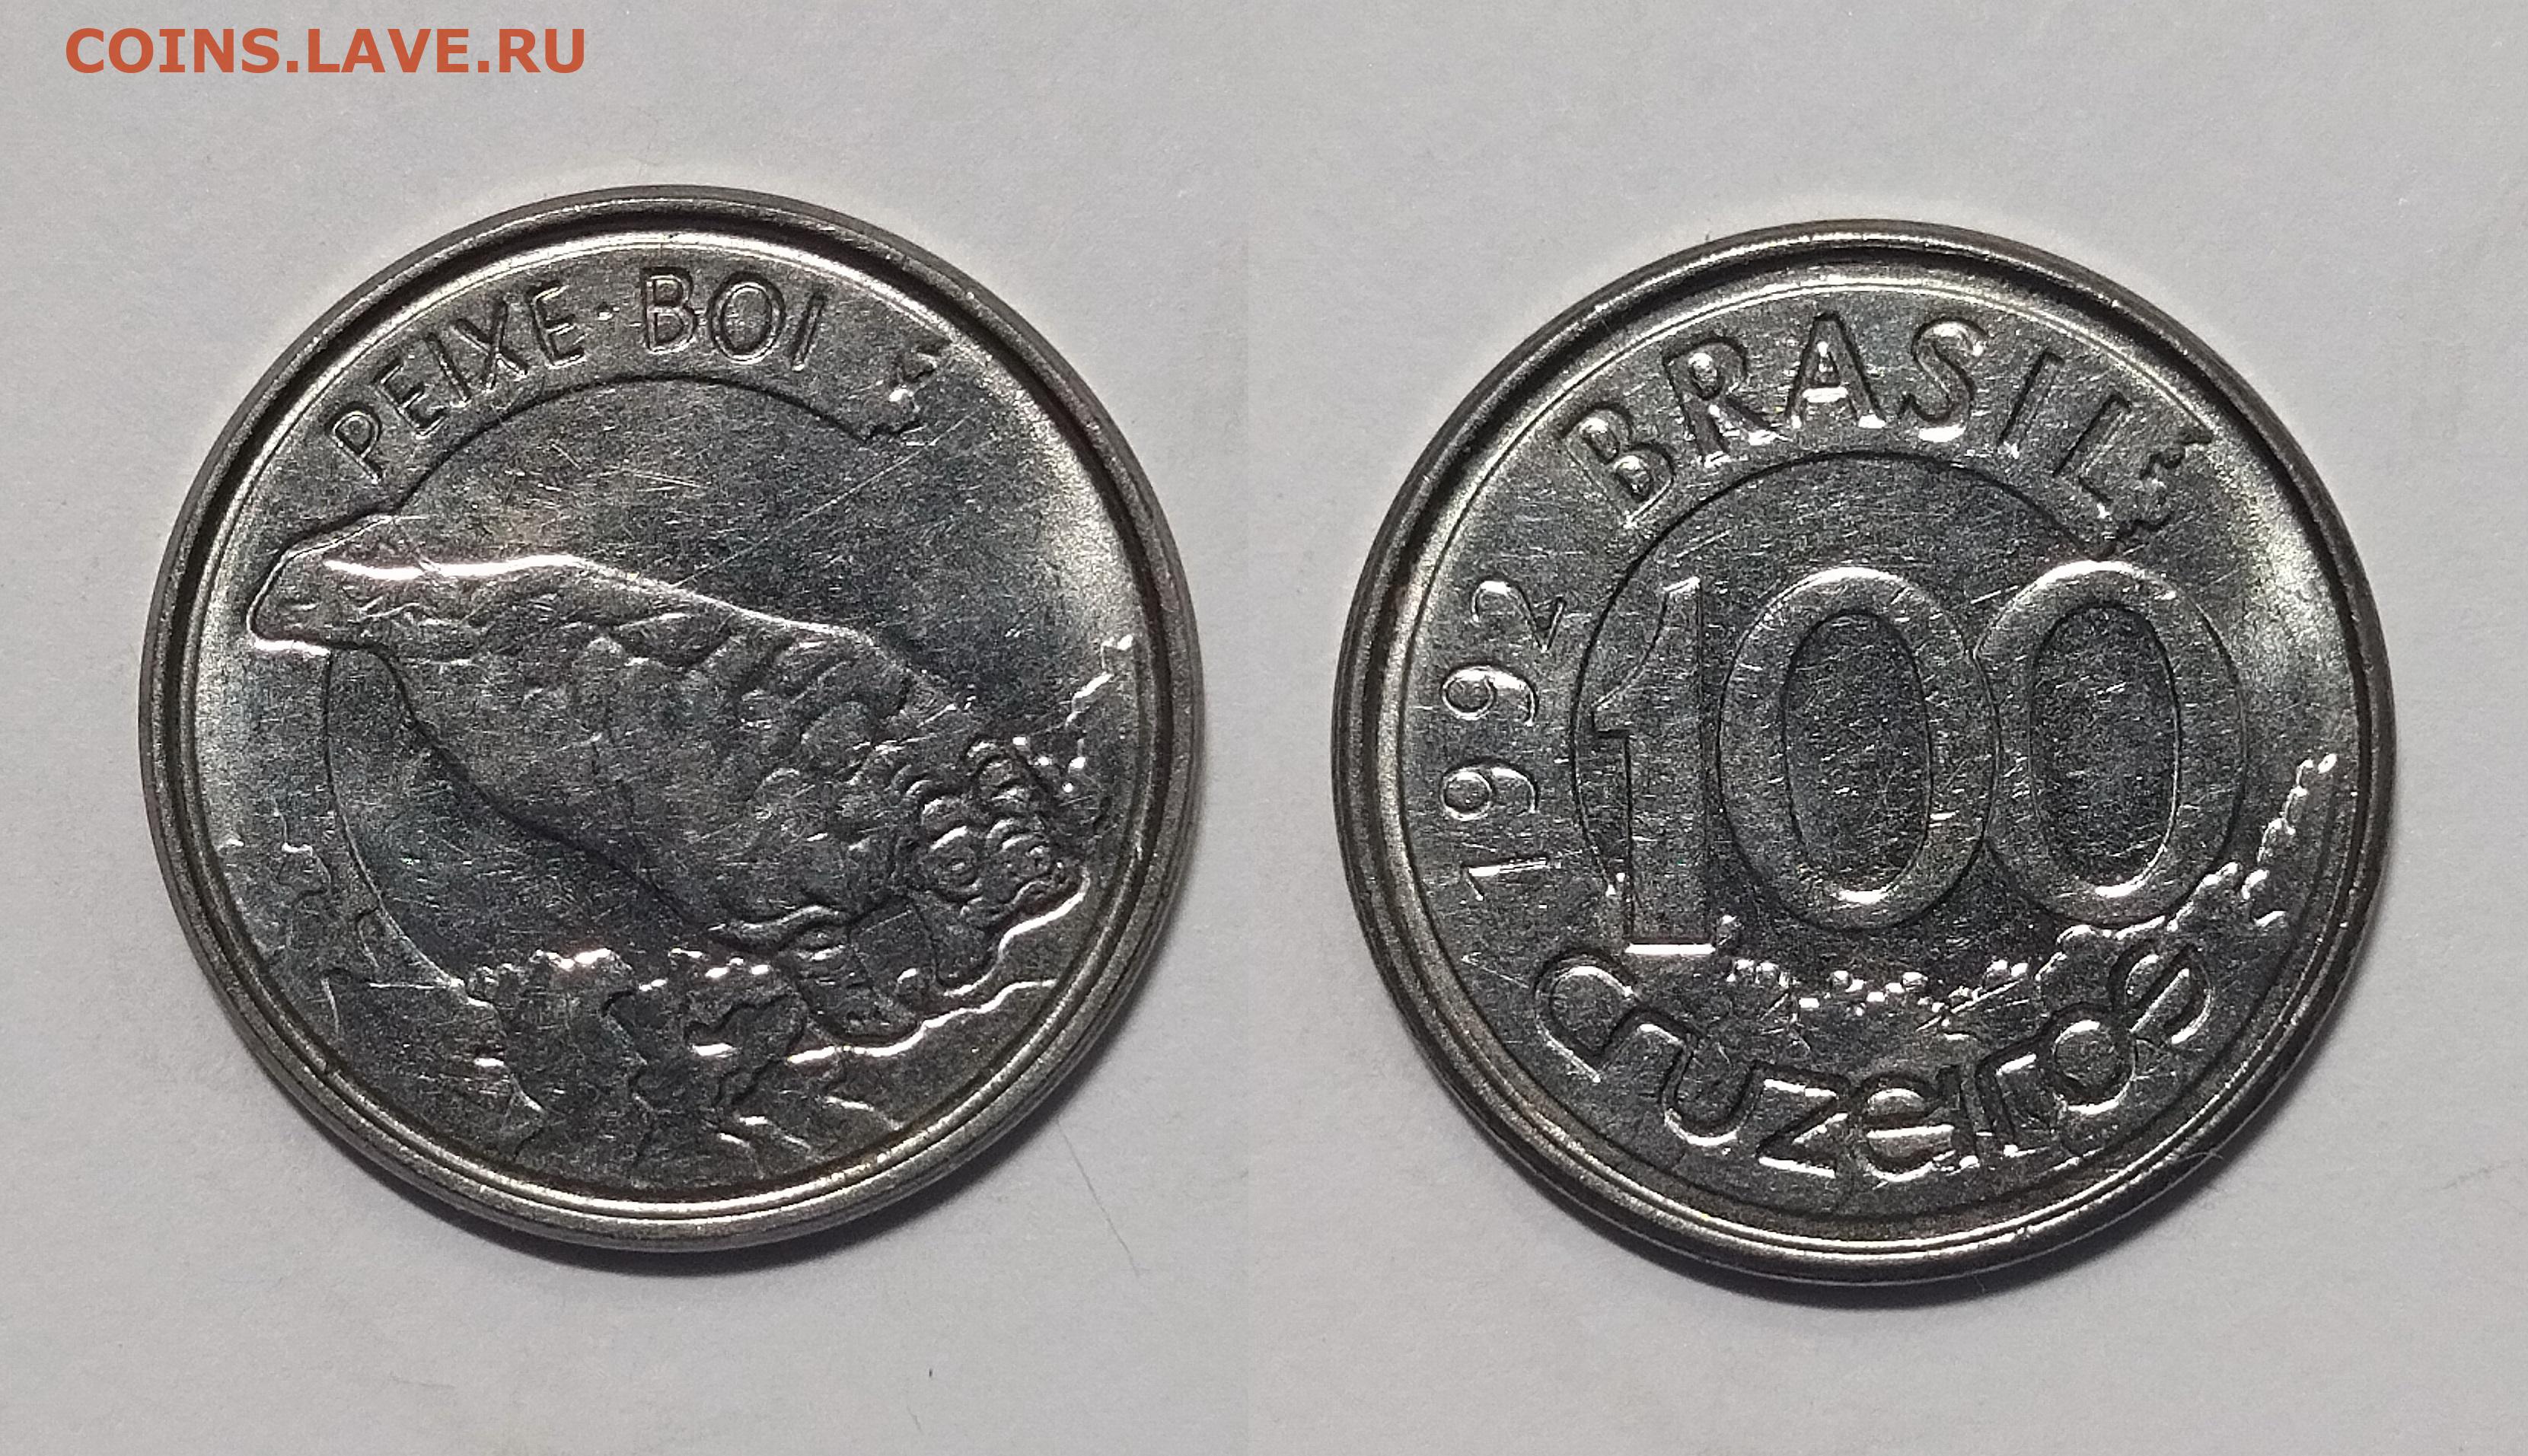 COINS.LAVE.RU
PEIXE·BOI
BRASIL
1992
100
cruzeiros